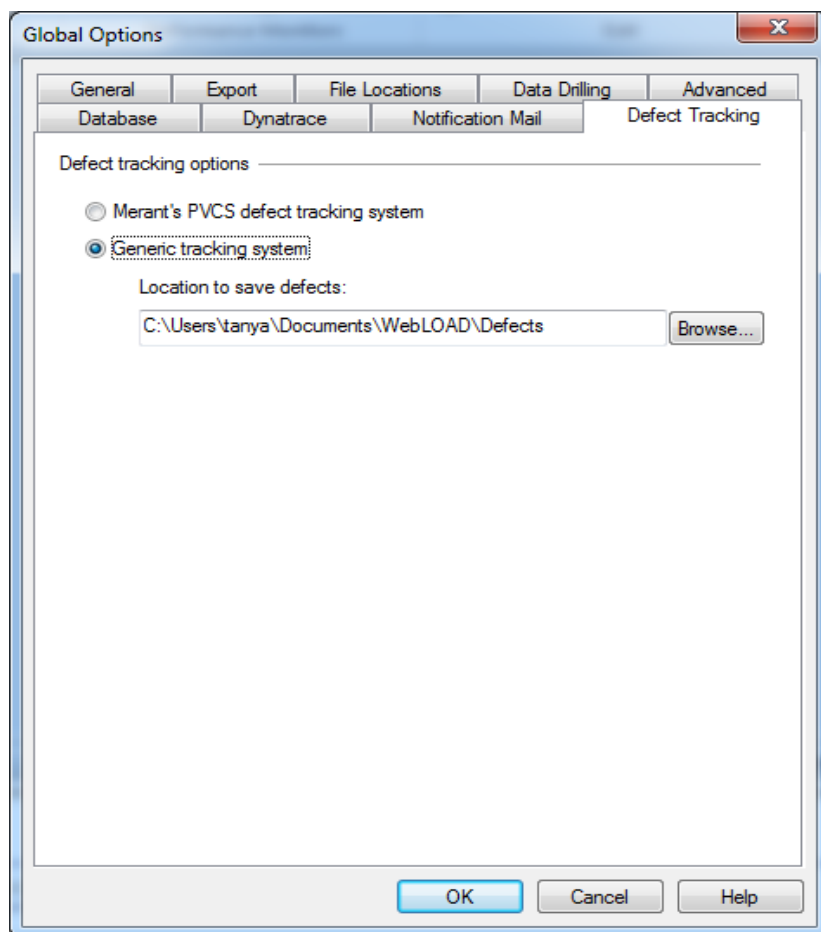 Global Options
General Export File Locations Data Drilling Advanced
Database Dynatrace Notification Mail Defect Tracking
Defect tracking options
Merant's PVCS defect tracking system
Generic tracking system
Location to save defects:
C:\Users\tanya\Documents\WebLOAD\Defects Browse...
OK Cancel Help